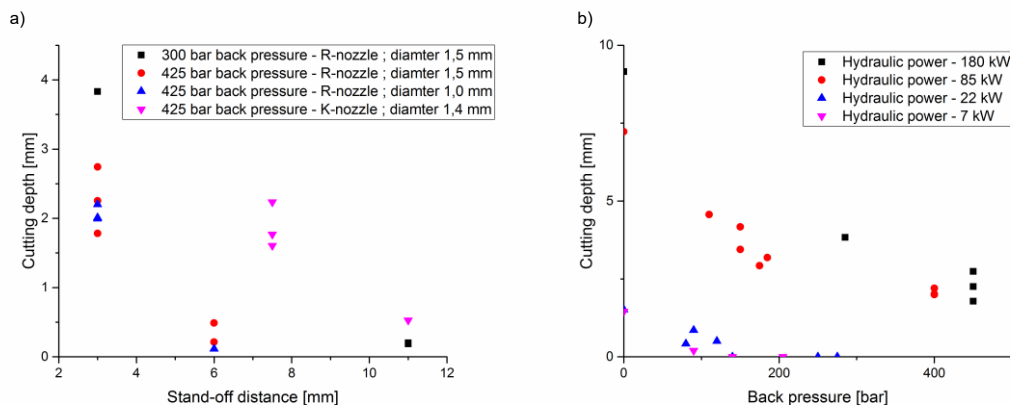 a)
300 bar back pressure - R-nozzle ; diamter 1,5 mm
425 bar back pressure - R-nozzle ; diamter 1,5 mm
425 bar back pressure - R-nozzle ; diamter 1,0 mm
425 bar back pressure - K-nozzle ; diamter 1,4 mm
Cutting depth [mm]
4
3
2
1
0
2 4 6 8 10 12
Stand-off distance [mm]
b)
Hydraulic power - 180 kW
Hydraulic power - 85 kW
Hydraulic power - 22 kW
Hydraulic power - 7 kW
Cutting depth [mm]
10
5
0
0 200 400
Back pressure [bar]